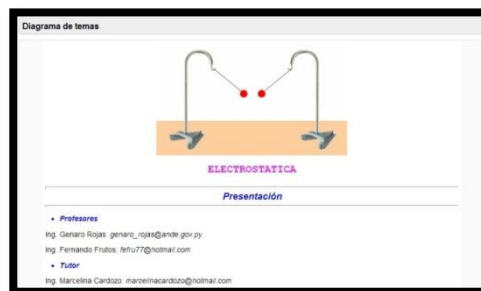 Diagrama de temas
ELECTROSTATICA
Presentación
• Profesores
Ing. Genaro Rojas: genaro_rojas@ande.gov.py
Ing. Fernando Frutos: fefru77@hotmail.com
• Tutor
Ing. Marcelina Cardozo: marcelinacardozo@hotmail.com